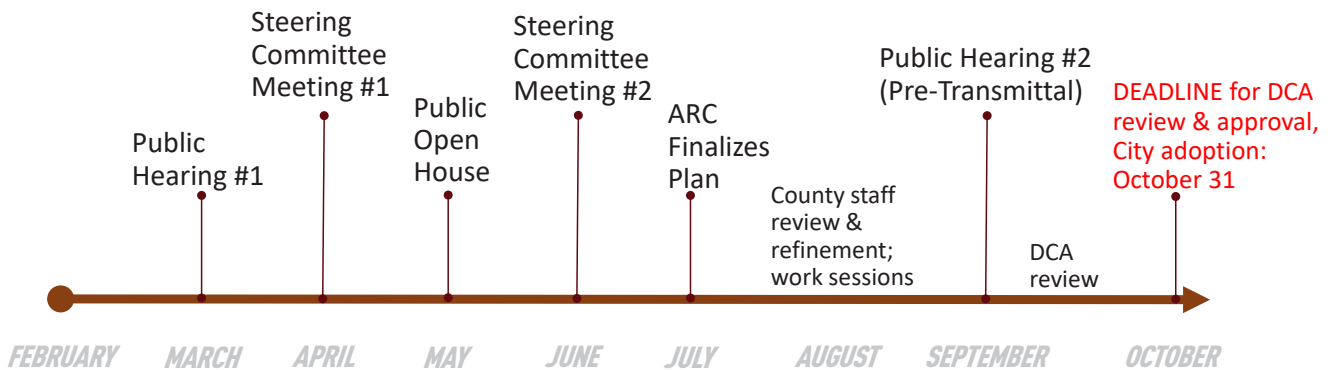 Steering
Committee
Meeting #1
Steering
Committee
Meeting #2
Public Hearing #2
(Pre-Transmittal)
DEADLINE for DCA
review & approval,
City adoption:
October 31
Public
Hearing #1
Public
Open
House
ARC
Finalizes
Plan
County staff
review &
refinement;
work sessions
DCA
review
FEBRUARY MARCH APRIL MAY JUNE JULY AUGUST SEPTEMBER OCTOBER